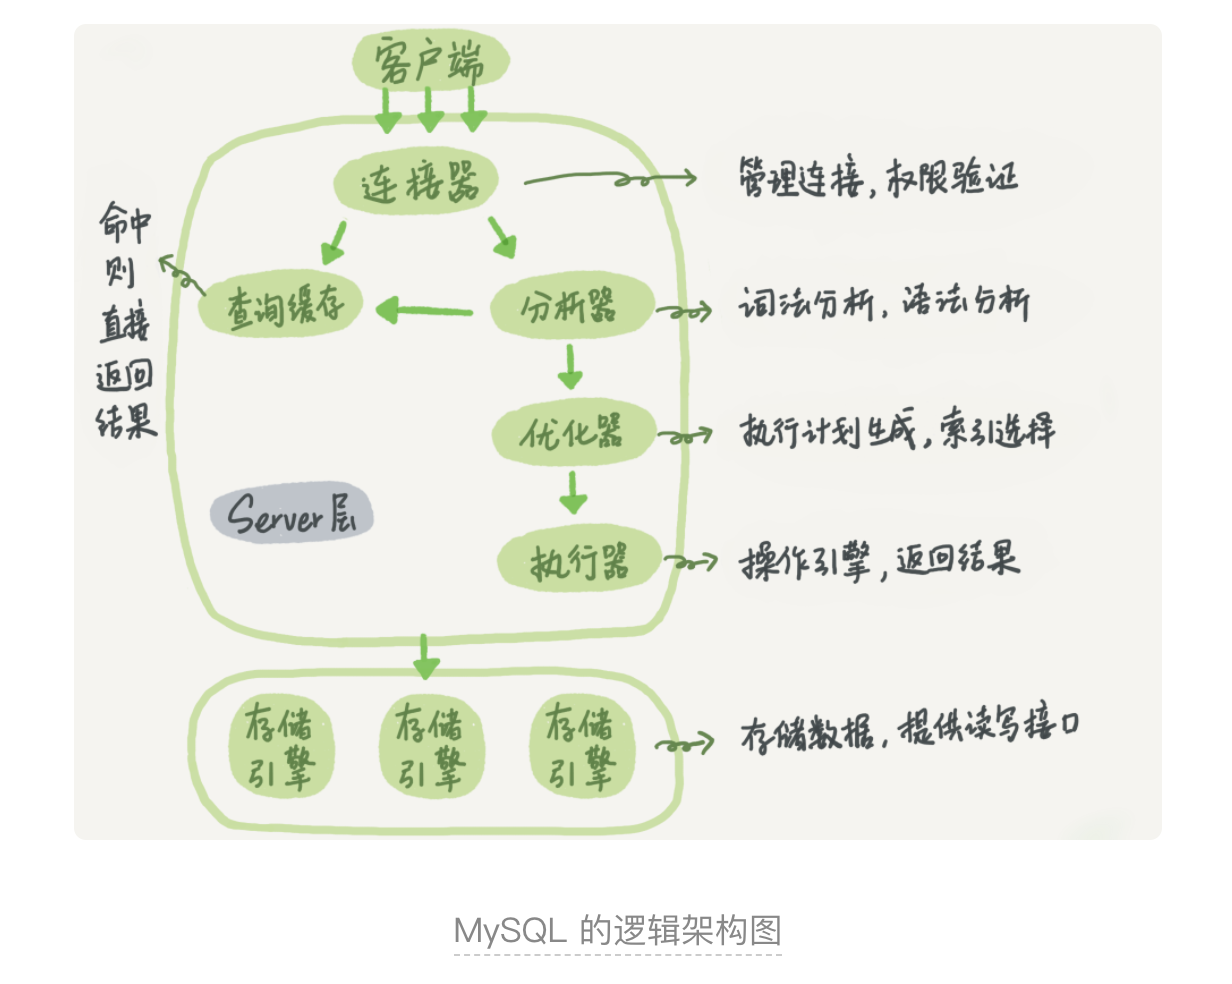 客户端
连接器
管理连接，权限验证
命中
则
直接
返回
结果
查询缓存
分析器
词法分析，语法分析
优化器
执行计划生成，索引选择
Server层
执行器
操作引擎，返回结果
存储
引擎
存储
引擎
存储
引擎
存储数据，提供读写接口
MySQL 的逻辑架构图